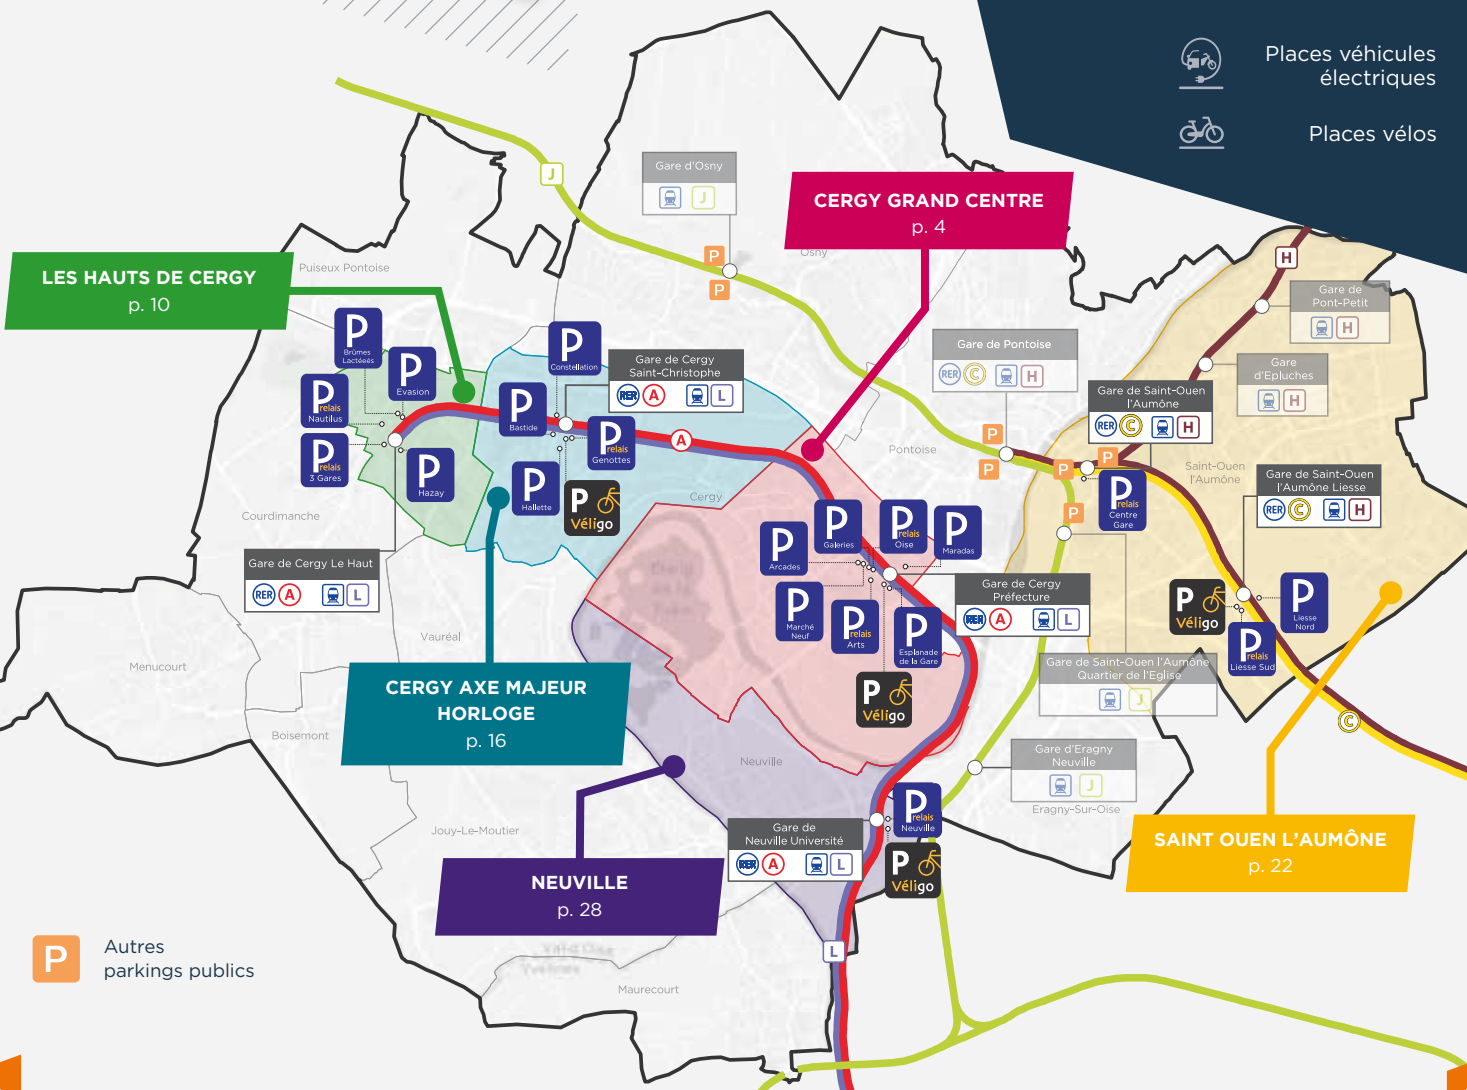 Places véhicules
électriques
Places vélos
J
Gare d'Osny
J
CERGY GRAND CENTRE
p. 4
P
P
Osny
H
Gare de
Pont-Petit
H
LES HAUTS DE CERGY
p. 10
Puiseux Pontoise
P
Brûmes
Lactées
P
Evasion
P
relais
Nautilus
P
relais
3 Gares
P
Hazay
P
Constellation
Gare de Cergy
Saint-Christophe
RER A L
P
Bastide
P
relais
Genottes
A
P
Hallette
P
Véligo
Gare de Pontoise
RER C H
Gare
d'Epluches
H
Gare de Saint-Ouen
l'Aumône
RER C H
P
P
P
P
P
Pontoise
Saint-Ouen
l'Aumône
P
relais
Centre
Gare
Gare de Saint-Ouen
l'Aumône Liesse
RER C H
Cergy
Courdimanche
Gare de Cergy Le Haut
RER A L
P
Galeries
P
relais
Oise
P
Maradas
P
Arcades
P
Marché
Neuf
P
relais
Arts
P
Esplanade
de la Gare
Gare de Cergy
Préfecture
RER A L
P
Véligo
P
Véligo
P
relais
Liesse Sud
P
Liesse
Nord
Vauréal
Menucourt
CERGY AXE MAJEUR
HORLOGE
p. 16
Gare de Saint-Ouen l'Aumône
Quartier de l'Eglise
J
C
Boisemont
Neuville
Gare d'Eragny
Neuville
J
Eragny-Sur-Oise
P
relais
Neuville
Jouy-Le-Moutier
Gare de
Neuville Université
RER A L
P
Véligo
SAINT OUEN L'AUMÔNE
p. 22
NEUVILLE
p. 28
L
P
Autres
parkings publics
Val d'Oise
Yvelines
Maurecourt